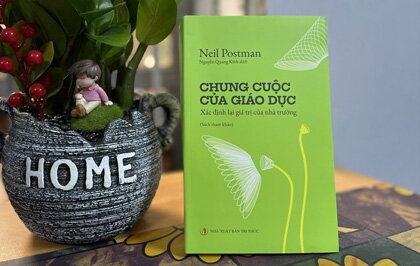 HOME
Neil Postman
Nguyễn Quang Kính dịch
CHUNG CUỘC
CỦA GIÁO DỤC
Xác định lại giá trị của nhà trường
(Sách tham khảo)
NHÀ XUẤT BẢN TRI THỨC